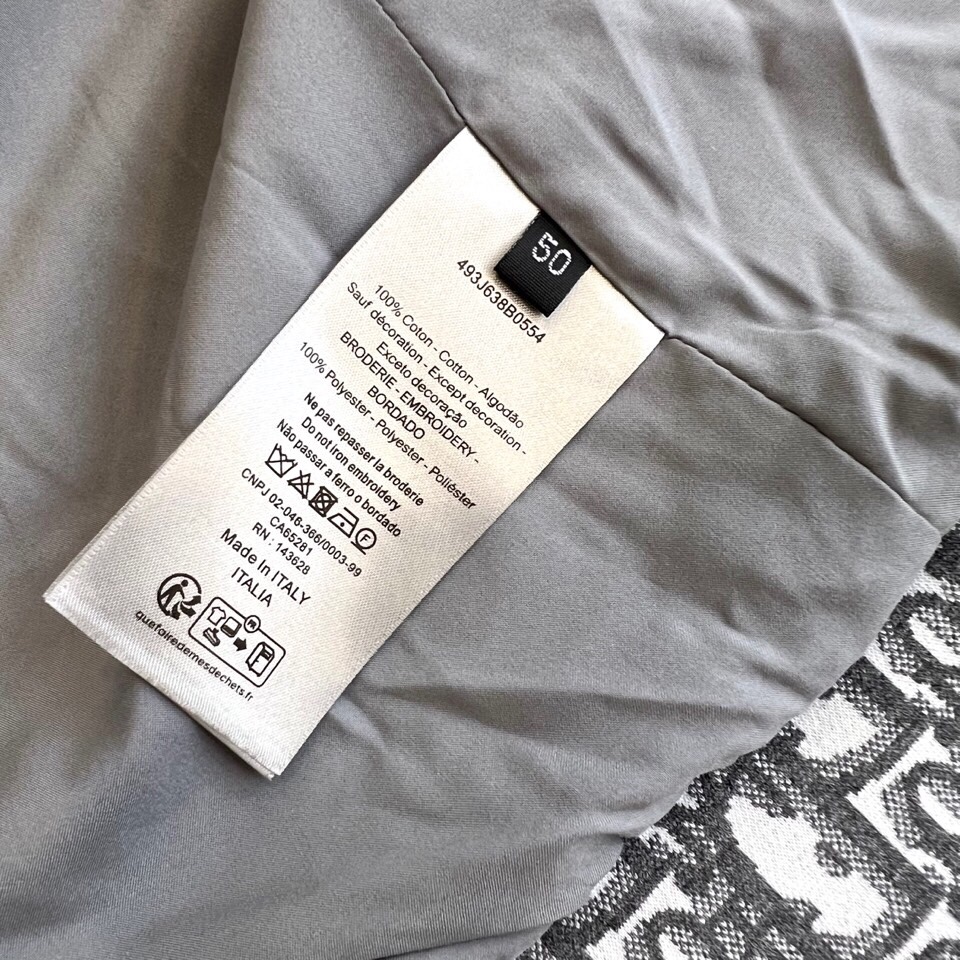 50
493J638B0554
100% Coton - Cotton - Algodão
Sauf décoration - Except decoration -
Exceto decoração
BRODERIE - EMBROIDERY -
BORDADO
100% Polyester - Polyester - Poliéster
Ne pas repasser la broderie
Do not iron embroidery
Não passar a ferro o bordado
F
CNPJ 02-046-366/0003-99
CA65281
RN : 143628
Made In ITALY
ITALIA
FR
quefairedemesdechets.fr